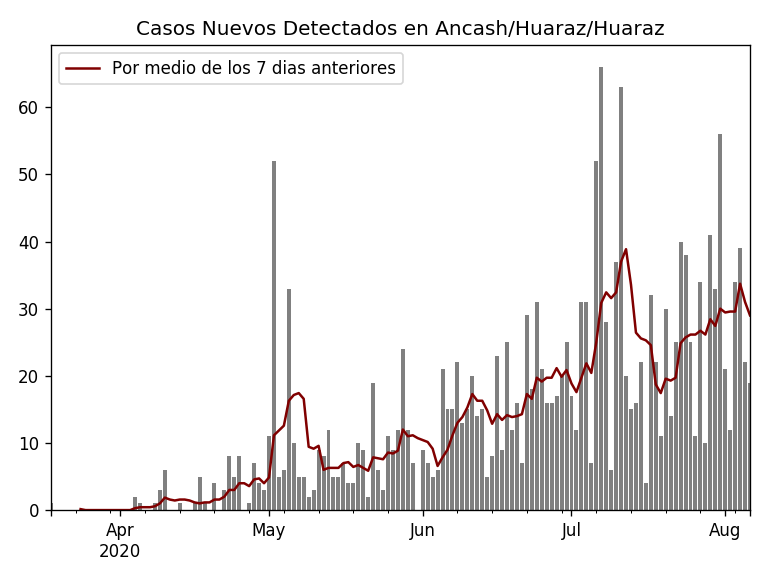 Casos Nuevos Detectados en Ancash/Huaraz/Huaraz
Por medio de los 7 dias anteriores
60
50
40
30
20
10
0
Apr
2020
May
Jun
Jul
Aug